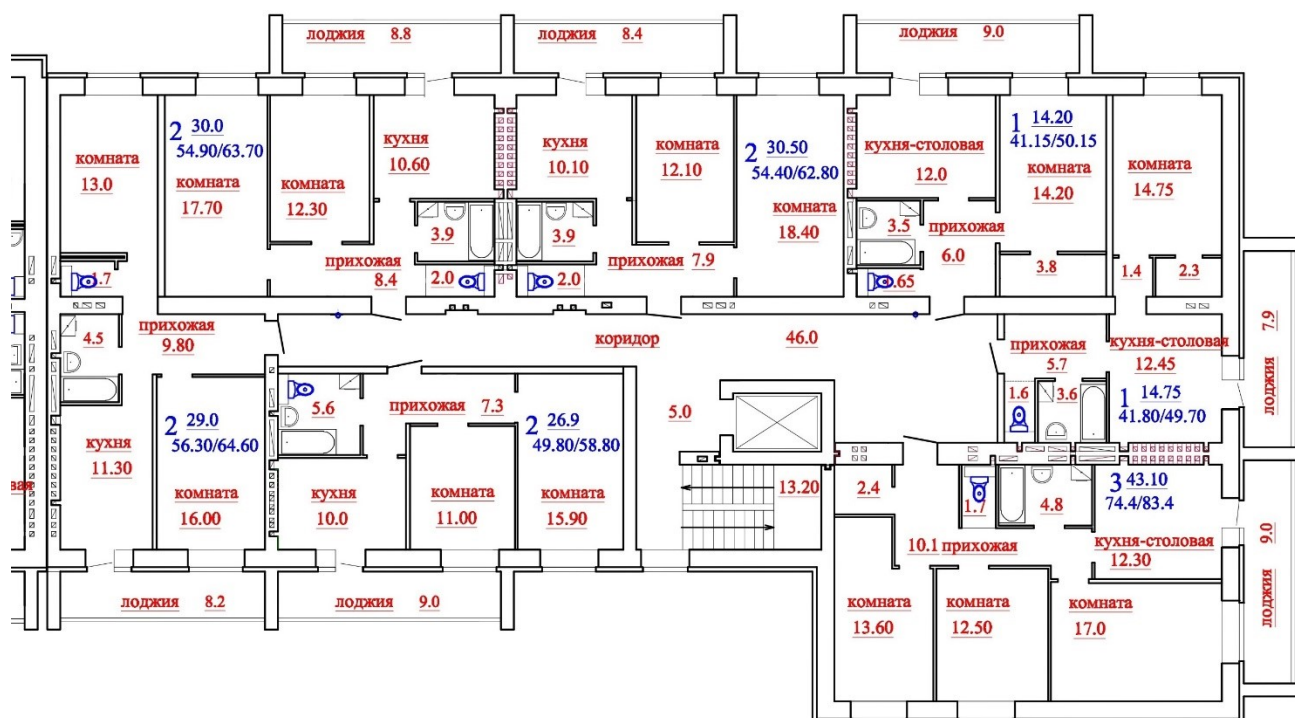 лоджия 8.8
лоджия 8.4
лоджия 9.0
комната
13.0
2 30.0
54.90/63.70
комната
17.70
комната
12.30
кухня
10.60
кухня
10.10
комната
12.10
2 30.50
54.40/62.80
комната
18.40
кухня-столовая
12.0
1 14.20
41.15/50.15
комната
14.20
комната
14.75
3.9
3.9
3.5
прихожая
6.0
прихожая
8.4
прихожая 7.9
1.7
2.0
2.0
.65
3.8
1.4
2.3
4.5
прихожая
9.80
коридор 46.0
прихожая
5.7
кухня-столовая
12.45
лоджия 7.9
5.6
прихожая 7.3
5.0
1.6
3.6
1 14.75
41.80/49.70
2 29.0
56.30/64.60
2 26.9
49.80/58.80
кухня
11.30
комната
16.00
кухня
10.0
комната
11.00
комната
15.90
13.20
2.4
1.7
4.8
3 43.10
74.4/83.4
10.1 прихожая
кухня-столовая
12.30
лоджия 9.0
лоджия 8.2
лоджия 9.0
комната
13.60
комната
12.50
комната
17.0